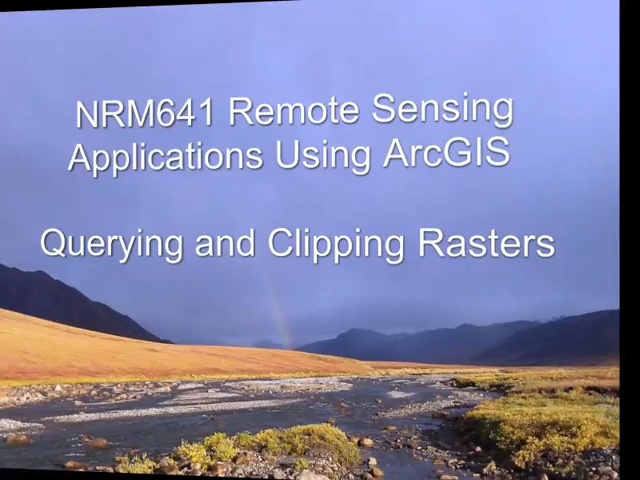 NRM641 Remote Sensing
Applications Using ArcGIS
Querying and Clipping Rasters